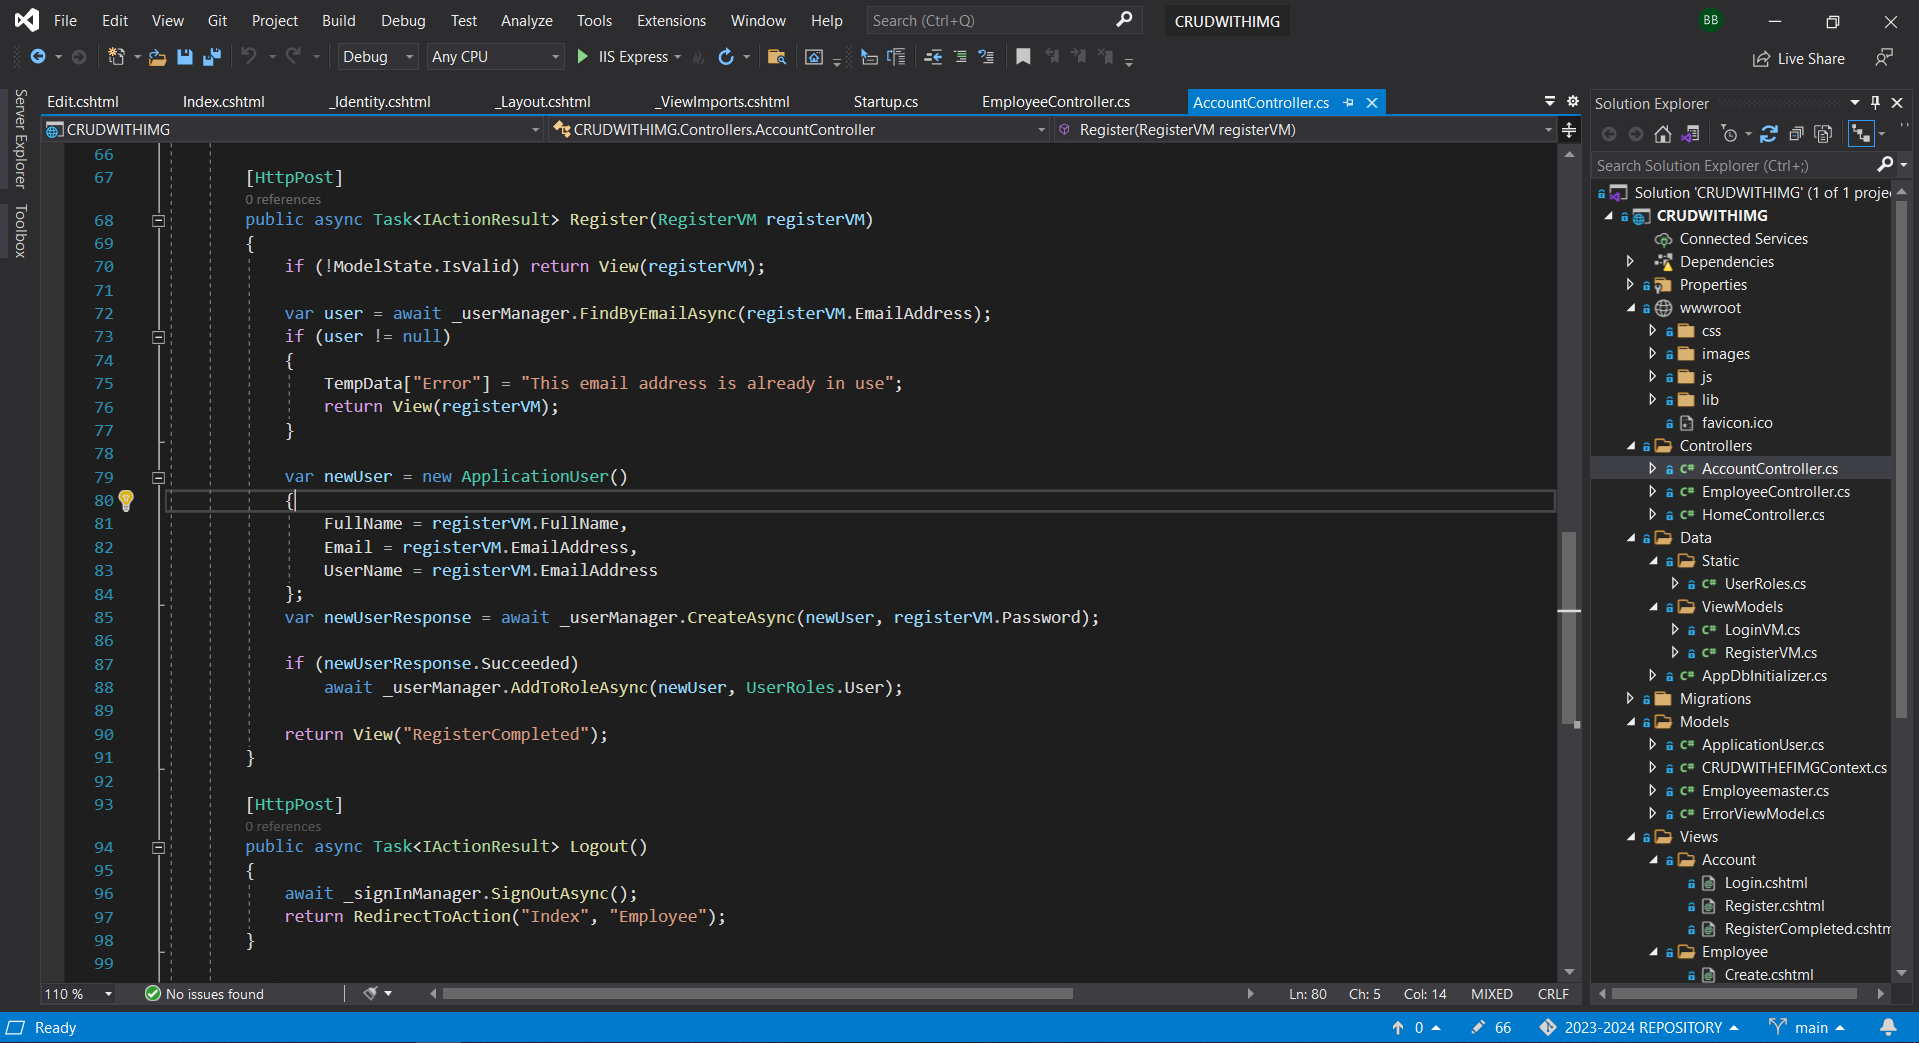 File Edit View Git Project Build Debug Test Analyze Tools Extensions Window Help Search (Ctrl+Q) CRUDWITHIMG BB
Debug Any CPU IIS Express Live Share
Server Explorer
Toolbox
Edit.cshtml Index.cshtml _Identity.cshtml _Layout.cshtml _ViewImports.cshtml Startup.cs EmployeeController.cs AccountController.cs
CRUDWITHIMG CRUDWITHIMG.Controllers.AccountController Register(RegisterVM registerVM)
66
67 [HttpPost]
0 references
68 public async Task<IActionResult> Register(RegisterVM registerVM)
69 {
70 if (!ModelState.IsValid) return View(registerVM);
71
72 var user = await _userManager.FindByEmailAsync(registerVM.EmailAddress);
73 if (user != null)
74 {
75 TempData["Error"] = "This email address is already in use";
76 return View(registerVM);
77 }
78
79 var newUser = new ApplicationUser()
80 {
81 FullName = registerVM.FullName,
82 Email = registerVM.EmailAddress,
83 UserName = registerVM.EmailAddress
84 };
85 var newUserResponse = await _userManager.CreateAsync(newUser, registerVM.Password);
86
87 if (newUserResponse.Succeeded)
88 await _userManager.AddToRoleAsync(newUser, UserRoles.User);
89
90 return View("RegisterCompleted");
91 }
92
93 [HttpPost]
0 references
94 public async Task<IActionResult> Logout()
95 {
96 await _signInManager.SignOutAsync();
97 return RedirectToAction("Index", "Employee");
98 }
99
110 % No issues found Ln: 80 Ch: 5 Col: 14 MIXED CRLF
Solution Explorer
Search Solution Explorer (Ctrl+;)
Solution 'CRUDWITHIMG' (1 of 1 proje
CRUDWITHIMG
Connected Services
Dependencies
Properties
wwwroot
css
images
js
lib
favicon.ico
Controllers
C# AccountController.cs
C# EmployeeController.cs
C# HomeController.cs
Data
Static
C# UserRoles.cs
ViewModels
C# LoginVM.cs
C# RegisterVM.cs
C# AppDbInitializer.cs
Migrations
Models
C# ApplicationUser.cs
C# CRUDWITHEFIMGContext.cs
C# Employeemaster.cs
C# ErrorViewModel.cs
Views
Account
Login.cshtml
Register.cshtml
RegisterCompleted.cshtm
Employee
Create.cshtml
Ready 0 66 2023-2024 REPOSITORY main